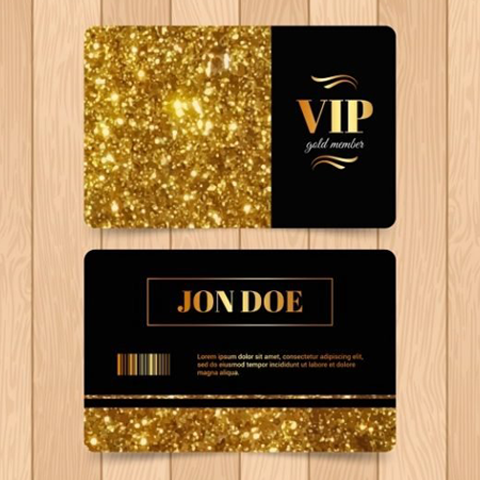 VIP
gold member
JON DOE
Lorem ipsum dolor sit amet, consectetur adipiscing elit,
sed do eiusmod tempor incididunt ut labore et dolore
magna aliqua.